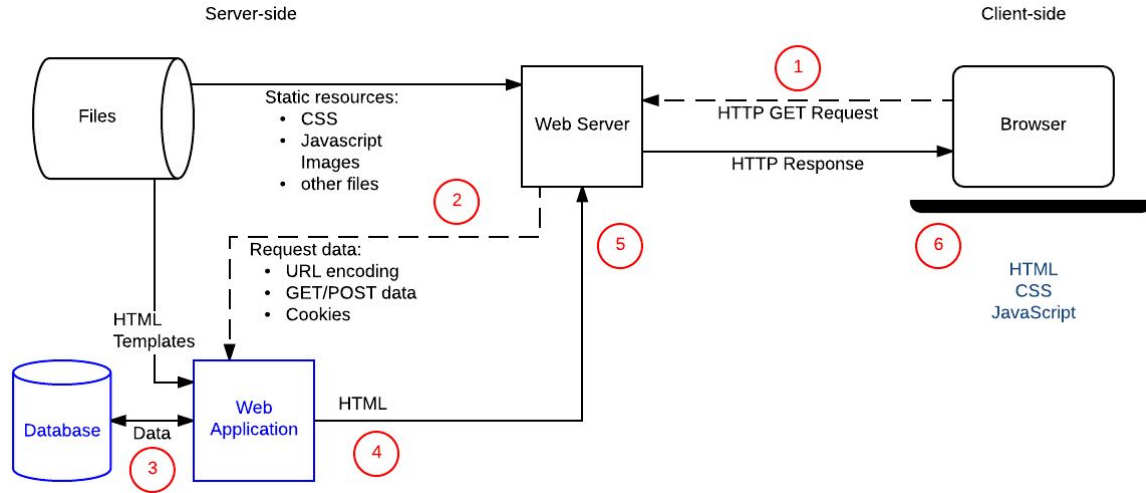 Server-side
Client-side
Files
Static resources:
• CSS
• Javascript
Images
• other files
Web Server
1
HTTP GET Request
HTTP Response
Browser
2
Request data:
• URL encoding
• GET/POST data
• Cookies
5
6
HTML
CSS
JavaScript
HTML
Templates
Database
Data
3
Web
Application
HTML
4